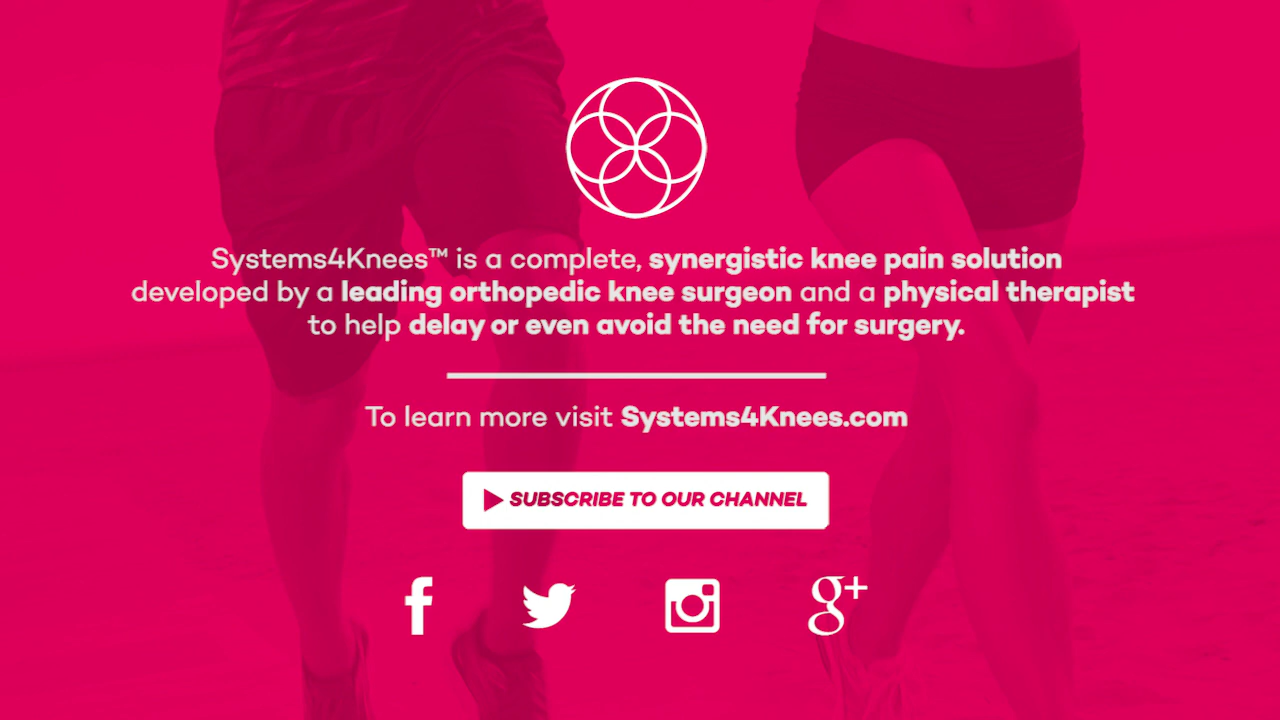 Systems4Knees™ is a complete, synergistic knee pain solution
developed by a leading orthopedic knee surgeon and a physical therapist
to help delay or even avoid the need for surgery.
To learn more visit Systems4Knees.com
SUBSCRIBE TO OUR CHANNEL